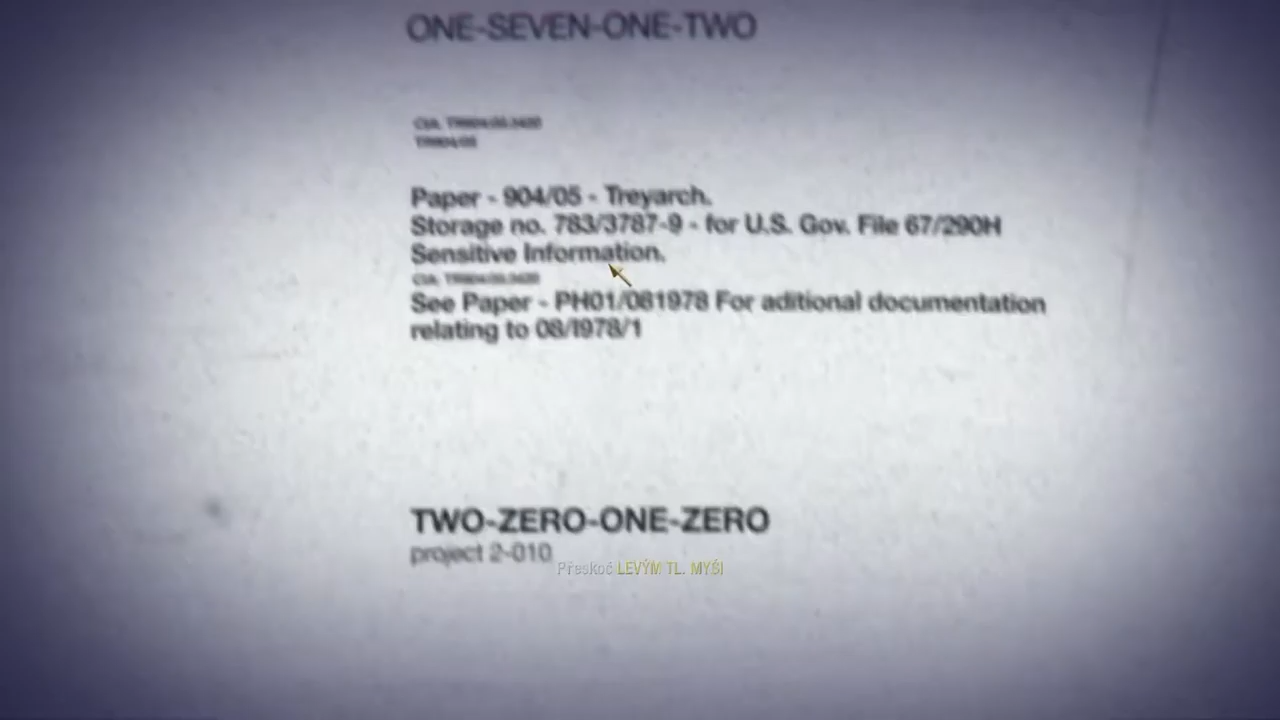 ONE-SEVEN-ONE-TWO
Paper - 904/05 - Treyarch.
Storage no. 783/3787-9 - for U.S. Gov. File 67/290H
Sensitive Information.
See Paper - PH01/081978 For aditional documentation
relating to 08/1978/1
TWO-ZERO-ONE-ZERO
project 2-010
Přeskoč LEVÝM TL. MYŠI